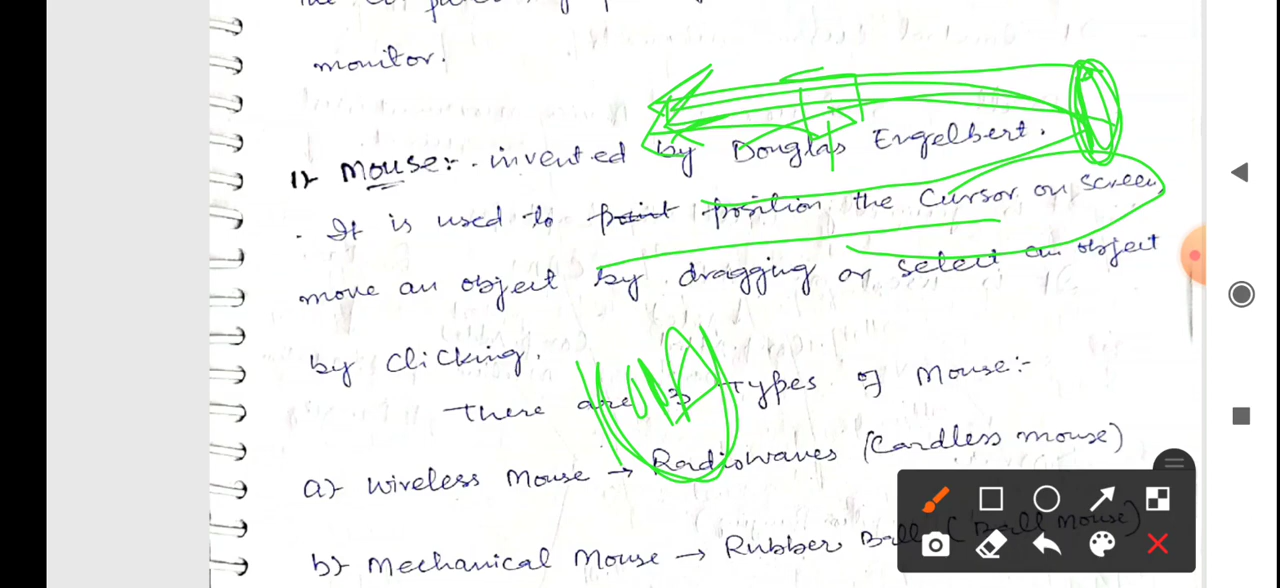 monitor.
1) Mouse:- invented by Douglas Engelbert.
. It is used to point position the Cursor on screen,
move an object by dragging or select an object
by Clicking.
There are 3 Types of Mouse:-
a) Wireless Mouse → Radiowaves (Cordless mouse)
b) Mechanical Mouse → Rubber Ball (Ball Mouse)